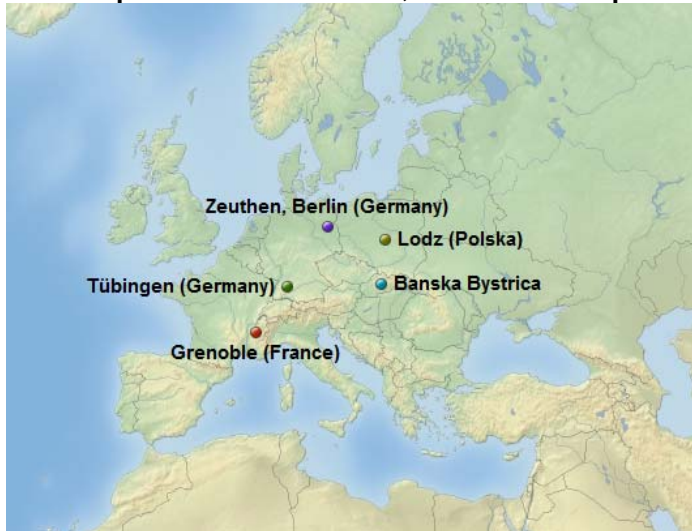 Zeuthen, Berlin (Germany)
Lodz (Polska)
Tübingen (Germany)
Banska Bystrica
Grenoble (France)